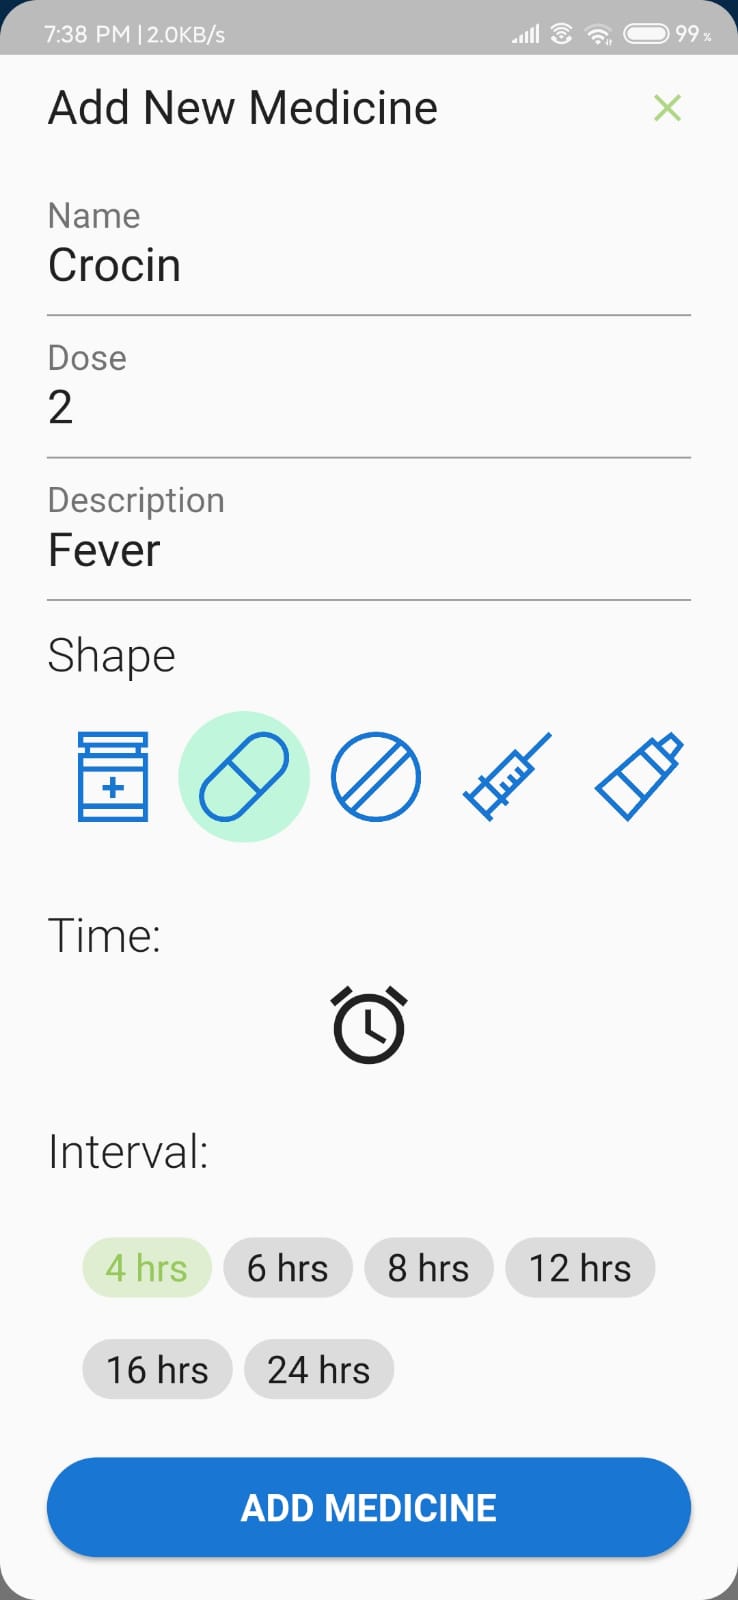 7:38 PM | 2.0KB/s 99 %
Add New Medicine
Name
Crocin
Dose
2
Description
Fever
Shape
Time:
Interval:
4 hrs 6 hrs 8 hrs 12 hrs
16 hrs 24 hrs
ADD MEDICINE